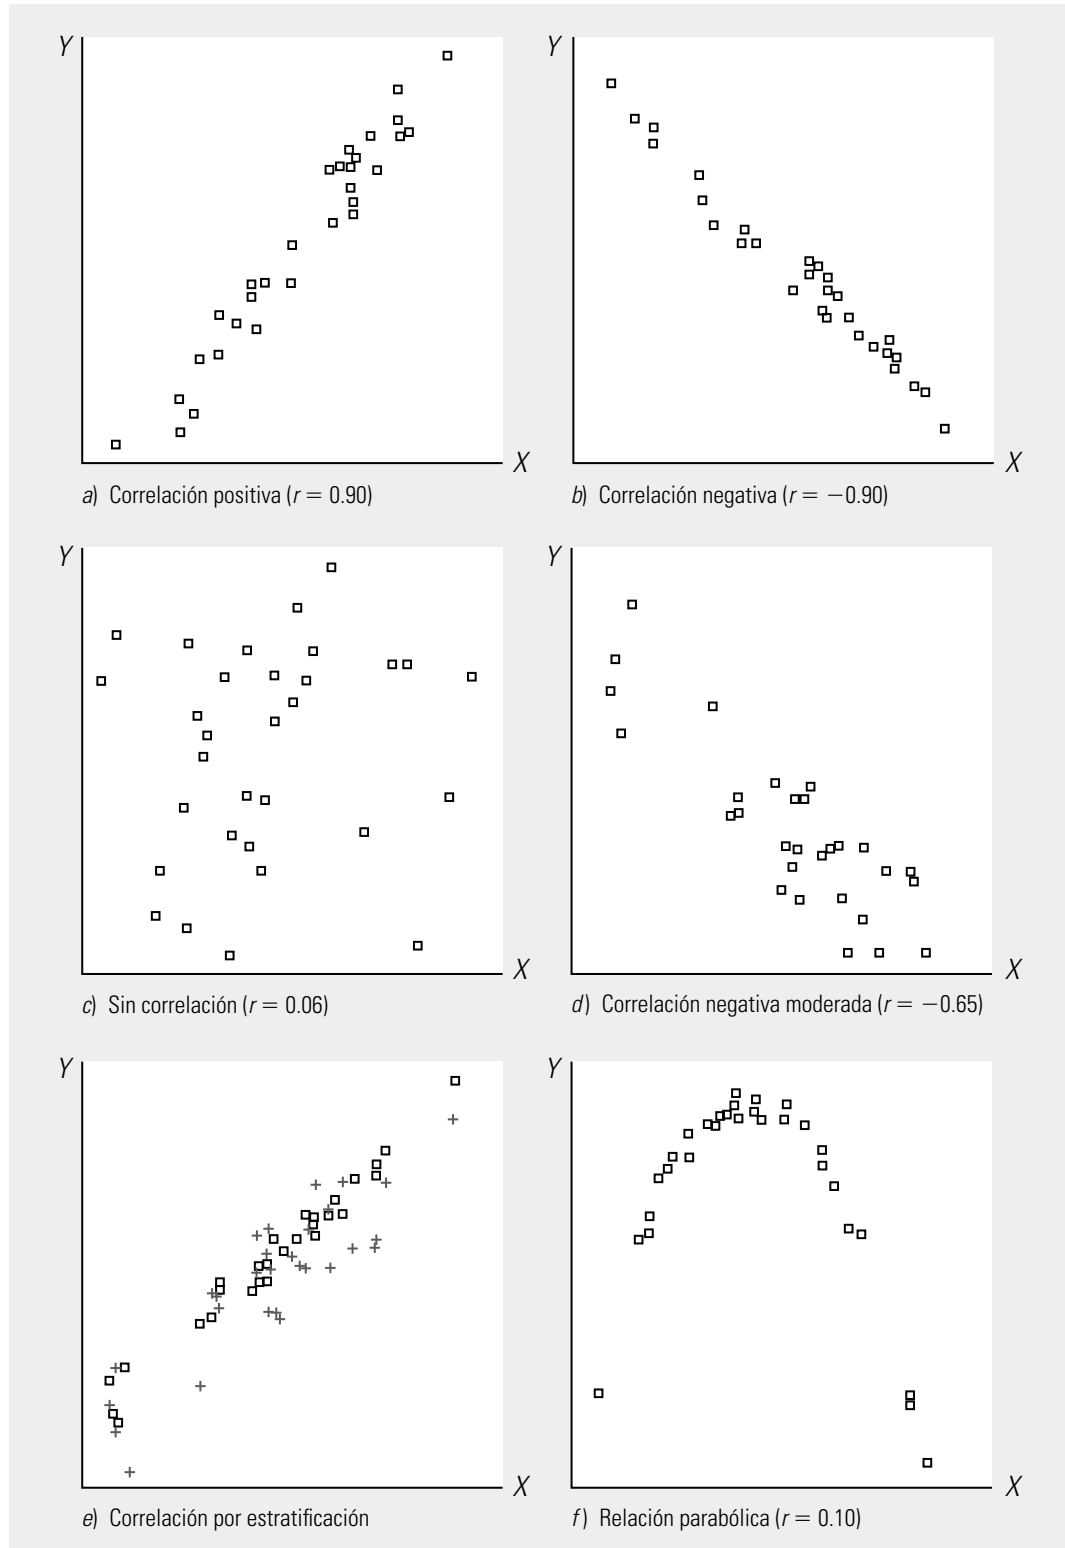 Y
Y
X
X
a) Correlación positiva (r = 0.90)
b) Correlación negativa (r = −0.90)
Y
Y
X
X
c) Sin correlación (r = 0.06)
d) Correlación negativa moderada (r = −0.65)
Y
Y
X
X
e) Correlación por estratificación
f) Relación parabólica (r = 0.10)